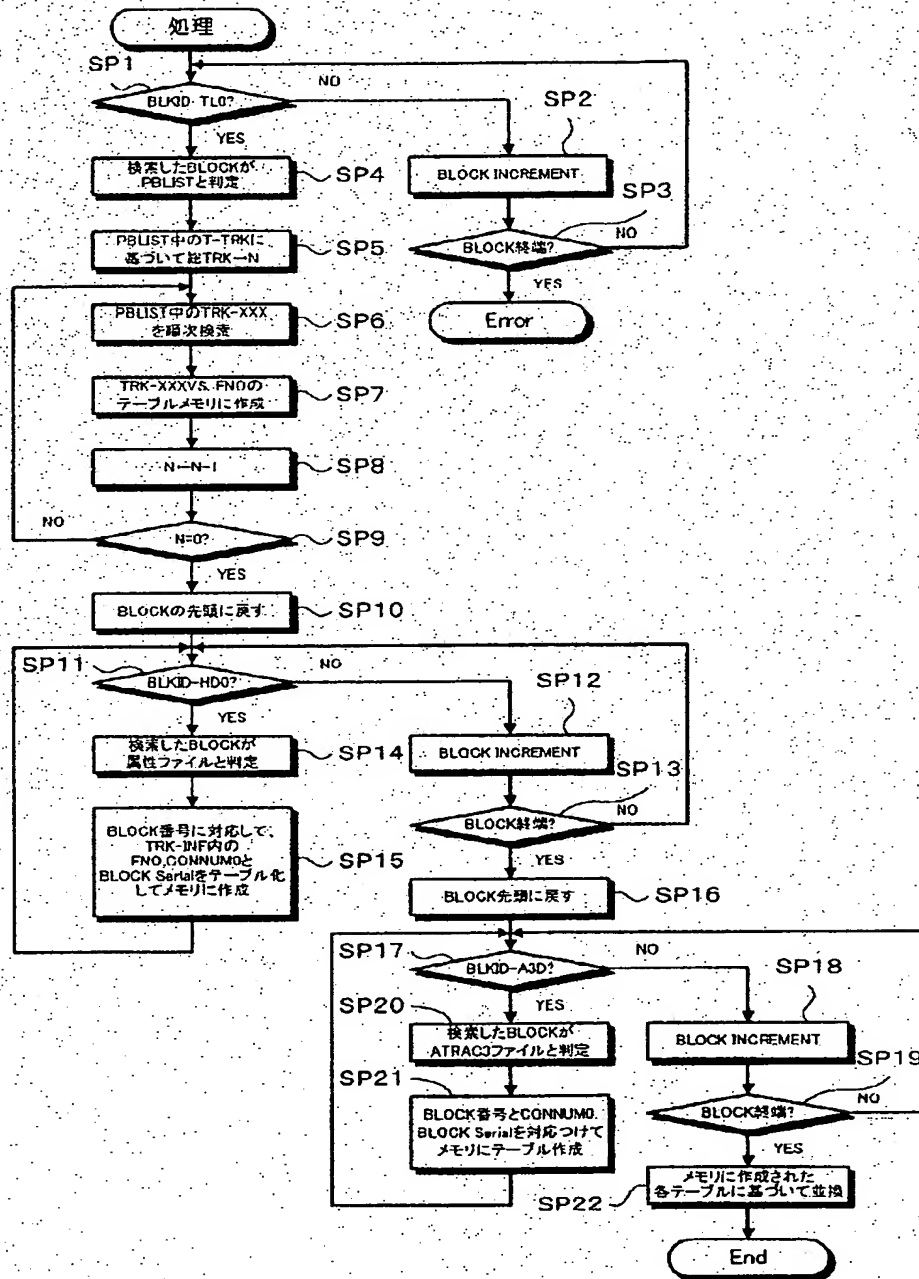 処理
SP1
BLKID-TL0?
NO
YES
SP2
BLOCK INCREMENT
SP3
BLOCK終端?
NO
YES
Error
検索したBLOCKが
PBLISTと判定
SP4
PBLIST中のT-TRKに
基づいて総TRK→N
SP5
PBLIST中のTRK-XXX
を順次検索
SP6
TRK-XXXVS. FNOの
テーブルメモリに作成
SP7
N←N-1
SP8
NO
N=0?
SP9
YES
BLOCKの先頭に戻す
SP10
SP11
BLKID-HD0?
NO
YES
SP12
BLOCK INCREMENT
SP13
BLOCK終端?
NO
YES
検索したBLOCKが
属性ファイルと判定
SP14
BLOCK番号に対応して、
TRK-INF内の
FNO,CONNUM0と
BLOCK Serialをテーブル化
してメモリに作成
SP15
BLOCK先頭に戻す
SP16
SP17
BLKID-A3D?
NO
YES
SP18
BLOCK INCREMENT
SP19
BLOCK終端?
NO
YES
SP20
検索したBLOCKが
ATRAC3ファイルと判定
SP21
BLOCK番号とCONNUM0.
BLOCK Serialを対応つけて
メモリにテーブル作成
メモリに作成された
各テーブルに基づいて並換
SP22
End